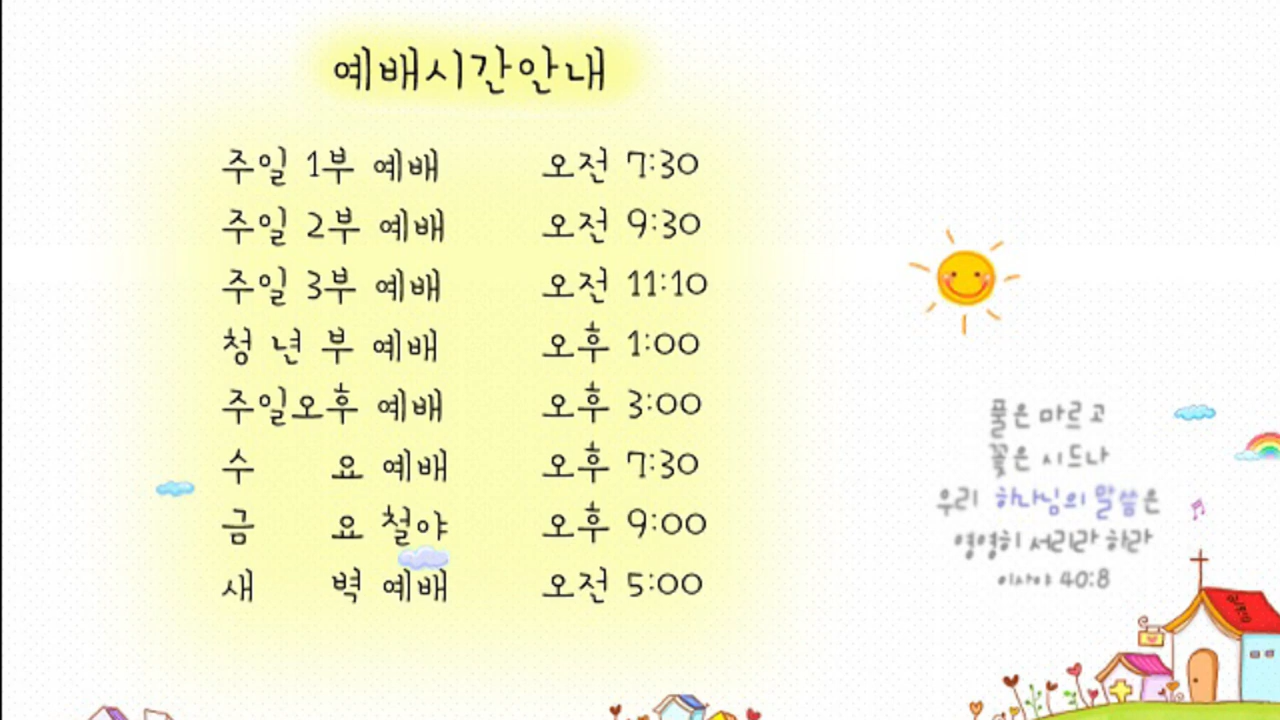 예배시간안내
주일 1부 예배 오전 7:30
주일 2부 예배 오전 9:30
주일 3부 예배 오전 11:10
청 년 부 예배 오후 1:00
주일오후 예배 오후 3:00
수 요 예배 오후 7:30
금 요 철야 오후 9:00
새 벽 예배 오전 5:00
풀은 마르고
꽃은 시드나
우리 하나님의 말씀은
영영히 서리라 하라
이사야 40:8